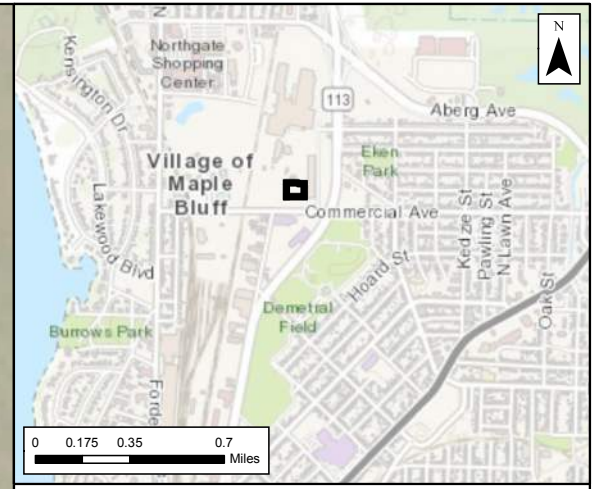 N
N
Northgate
Shopping
Center
Kensington Dr
113
Aberg Ave
Village of
Maple
Bluff
Eken
Park
Commercial Ave
Lakewood Blvd
Kedzie St
Pawling St
N Lawn Ave
Hoard St
Oak St
Demetral
Field
Burrows Park
Forde
0 0.175 0.35 0.7
Miles